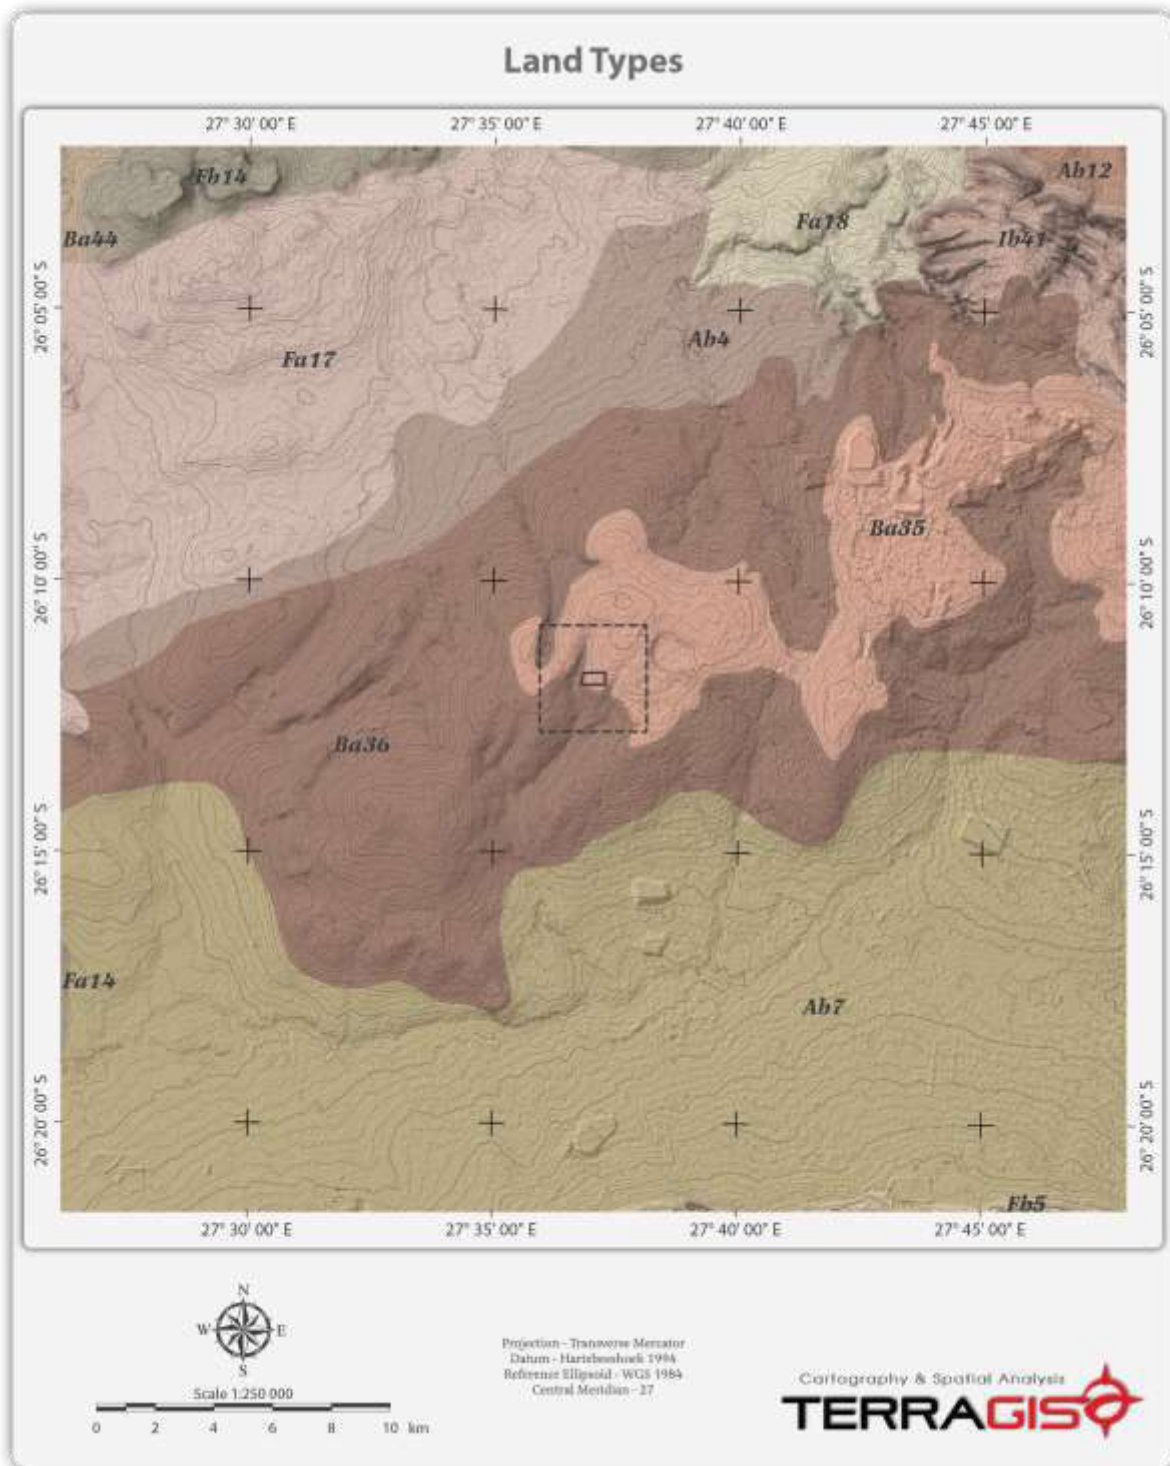 Land Types
27° 30' 00" E
27° 35' 00" E
27° 40' 00" E
27° 45' 00" E
Fb14
Ab12
Fa18
Ba44
Ib41
26° 05' 00" S
26° 05' 00" S
Ab4
Fa17
Ba35
26° 10' 00" S
26° 10' 00" S
Ba36
26° 15' 00" S
26° 15' 00" S
Fa14
Ab7
26° 20' 00" S
26° 20' 00" S
Fb5
27° 30' 00" E
27° 35' 00" E
27° 40' 00" E
27° 45' 00" E
N
W E
S
Scale 1:250 000
0 2 4 6 8 10 km
Projection - Transverse Mercator
Datum - Hartebeeshoek 1994
Reference Ellipsoid - WGS 1984
Central Meridian - 27
Cartography & Spatial Analysis
TERRAGIS